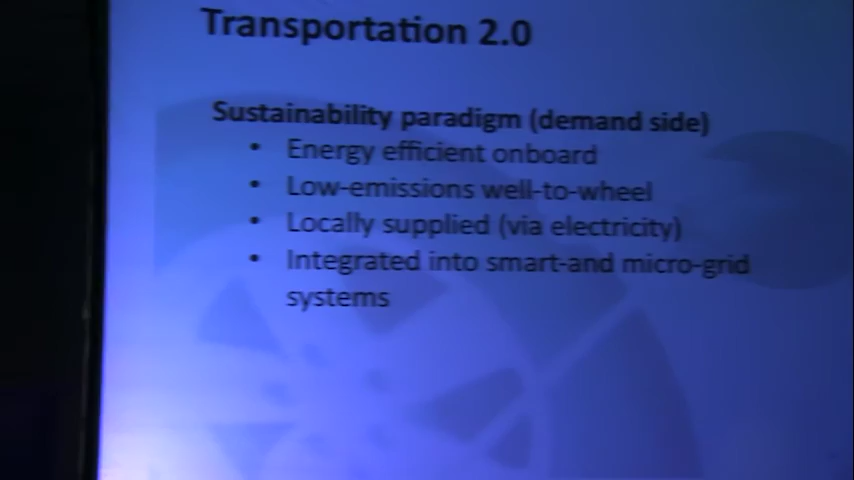 Transportation 2.0
Sustainability paradigm (demand side)
• Energy efficient onboard
• Low-emissions well-to-wheel
• Locally supplied (via electricity)
• Integrated into smart-and micro-grid
systems